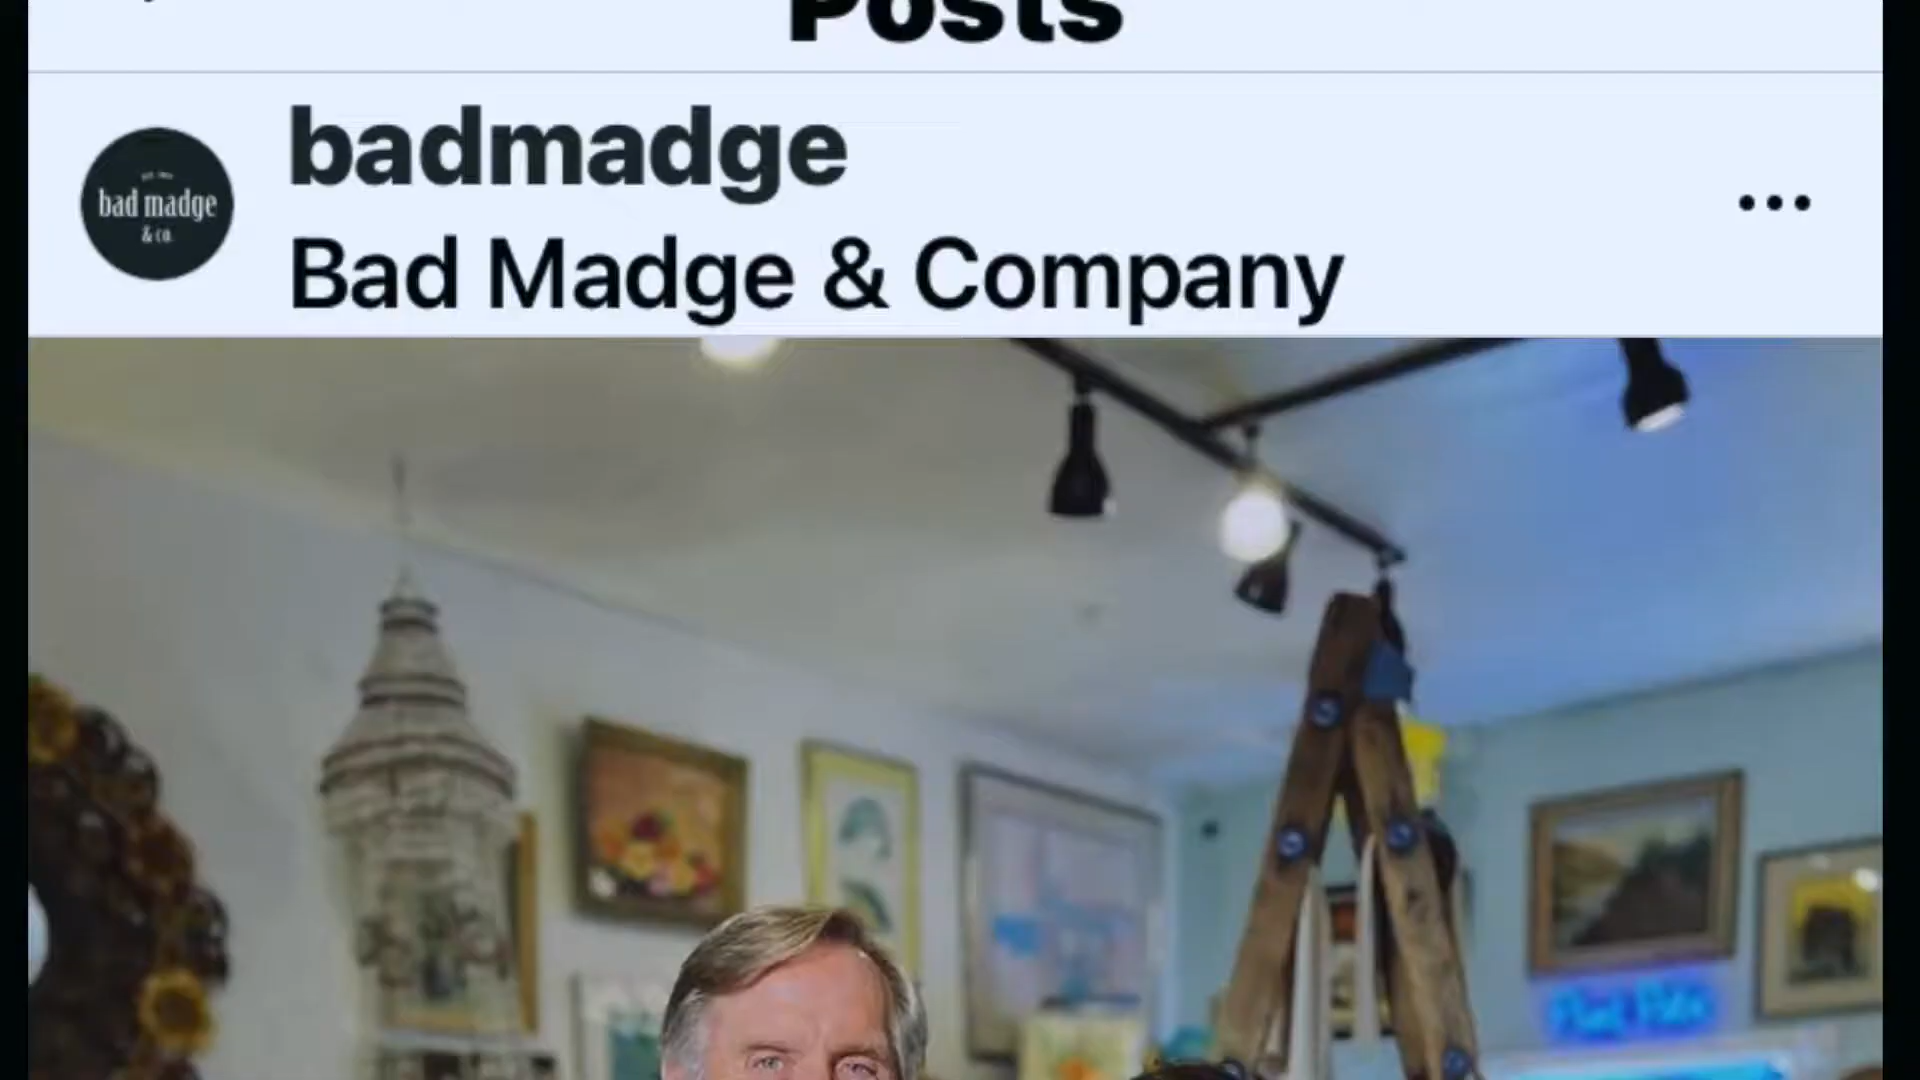 Posts
badmadge
Bad Madge & Company
bad madge
& co.